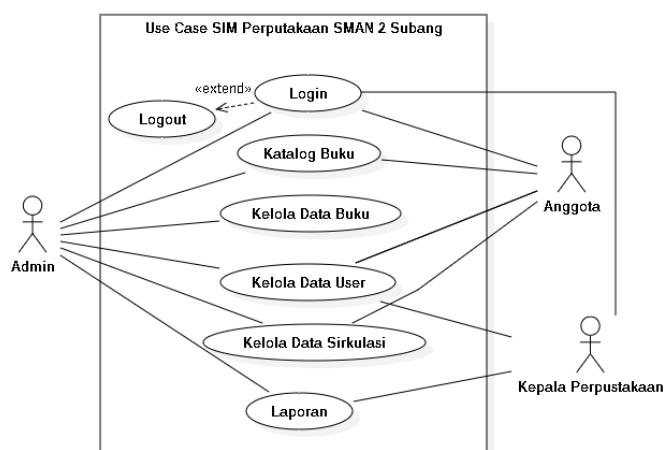 Use Case SIM Perputakaan SMAN 2 Subang
«extend»
Login
Logout
Katalog Buku
Kelola Data Buku
Anggota
Admin
Kelola Data User
Kelola Data Sirkulasi
Kepala Perpustakaan
Laporan